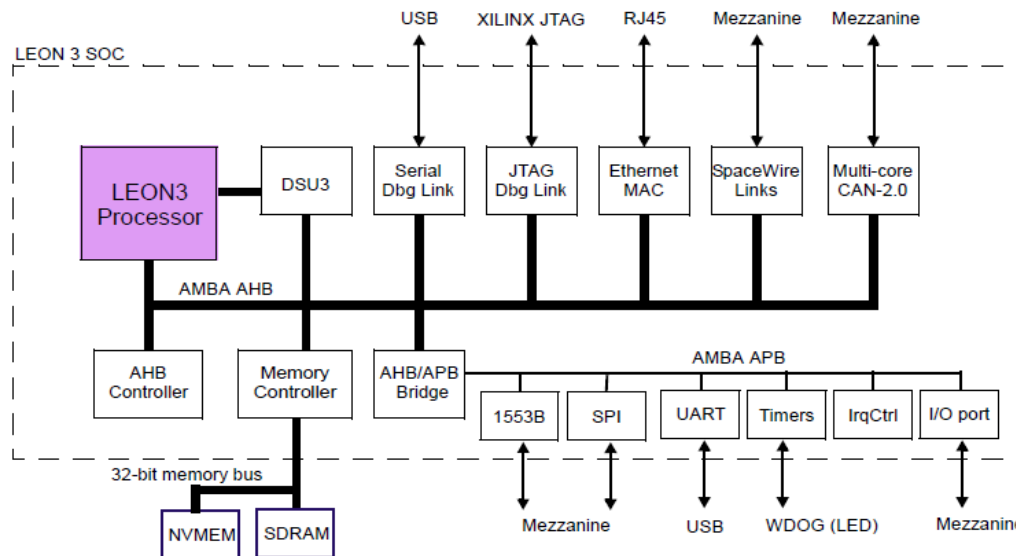 USB
XILINX JTAG
RJ45
Mezzanine
Mezzanine
LEON 3 SOC
LEON3
Processor
DSU3
Serial
Dbg Link
JTAG
Dbg Link
Ethernet
MAC
SpaceWire
Links
Multi-core
CAN-2.0
AMBA AHB
AHB
Controller
Memory
Controller
AHB/APB
Bridge
AMBA APB
1553B
SPI
UART
Timers
IrqCtrl
I/O port
32-bit memory bus
NVMEM
SDRAM
Mezzanine
USB
WDOG (LED)
Mezzanin